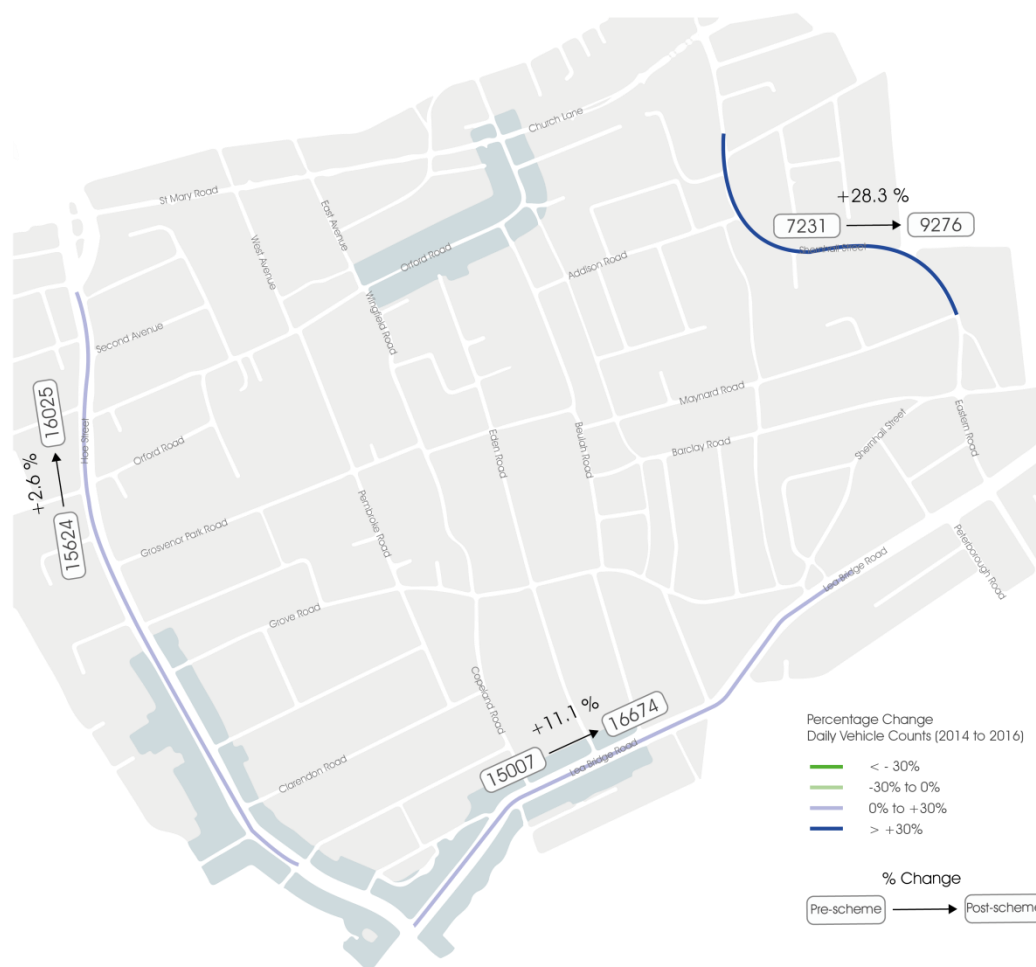 Church Lane
St Mary Road
East Avenue
West Avenue
+28.3 %
7231
9276
Orford Road
Addison Road
Wingfield Road
Second Avenue
16025
+2.6 %
15624
Hoe Street
Maynard Road
Orford Road
Eden Road
Beulah Road
Barclay Road
Shernhall Street
Eastern Road
Pembroke Road
Grosvenor Park Road
Peterborough Road
Lea Bridge Road
Grove Road
Copeland Road
+11.1 %
16674
15007
Lea Bridge Road
Clarendon Road
Percentage Change
Daily Vehicle Counts (2014 to 2016)
< - 30%
-30% to 0%
0% to +30%
> +30%
% Change
Pre-scheme
Post-scheme